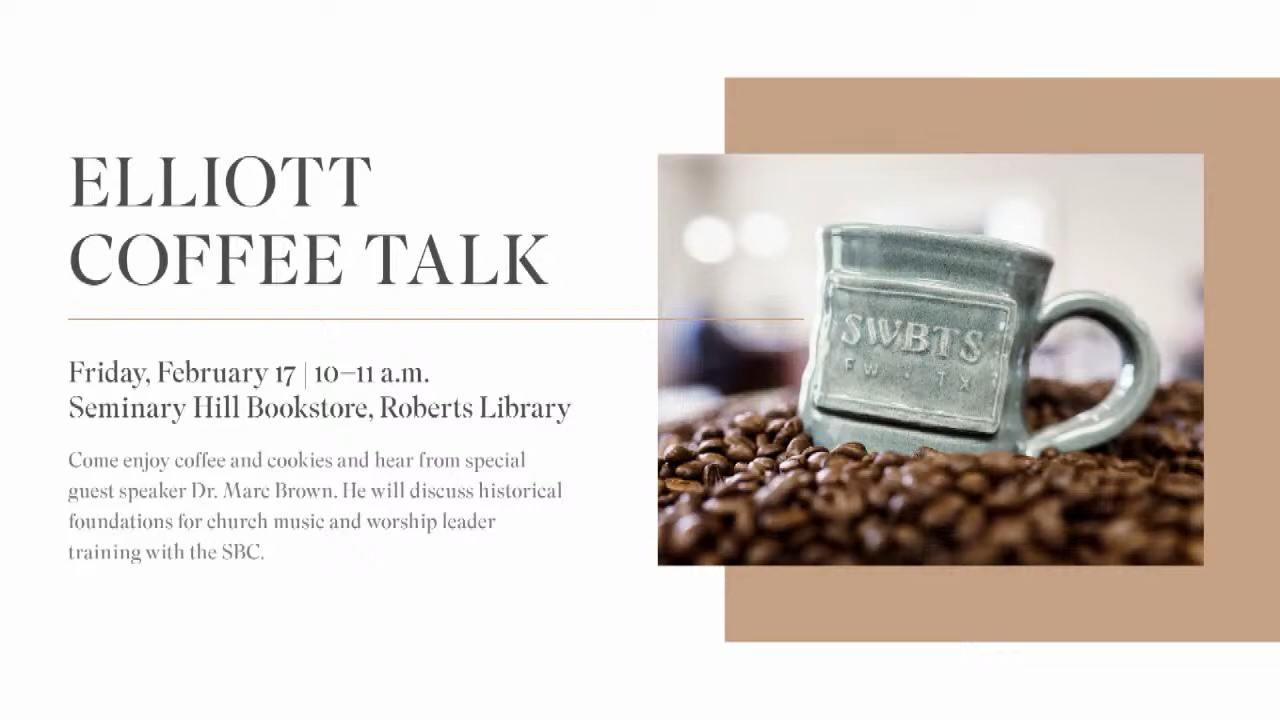 ELLIOTT
COFFEE TALK
Friday, February 17 | 10–11 a.m.
Seminary Hill Bookstore, Roberts Library
Come enjoy coffee and cookies and hear from special
guest speaker Dr. Marc Brown. He will discuss historical
foundations for church music and worship leader
training with the SBC.
SWBTS
FW TX